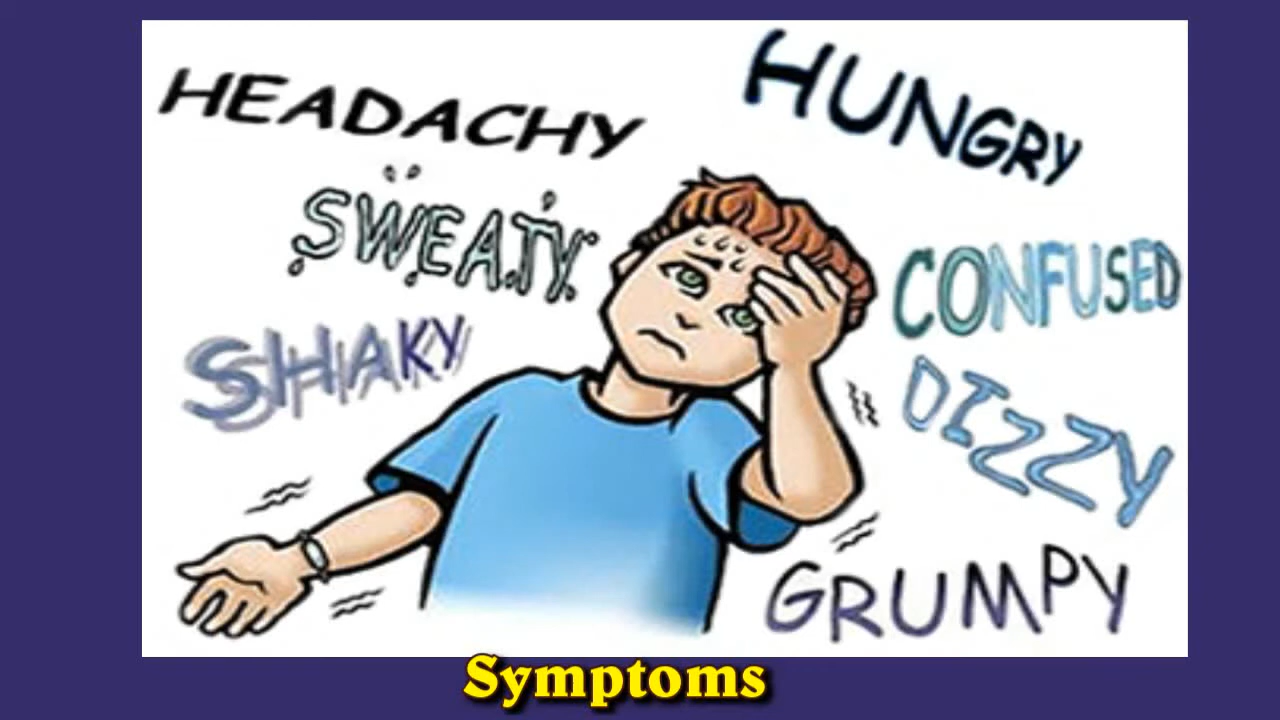 HEADACHY
HUNGRY
SWEATY
CONFUSED
SHAKY
DIZZY
GRUMPY
Symptoms